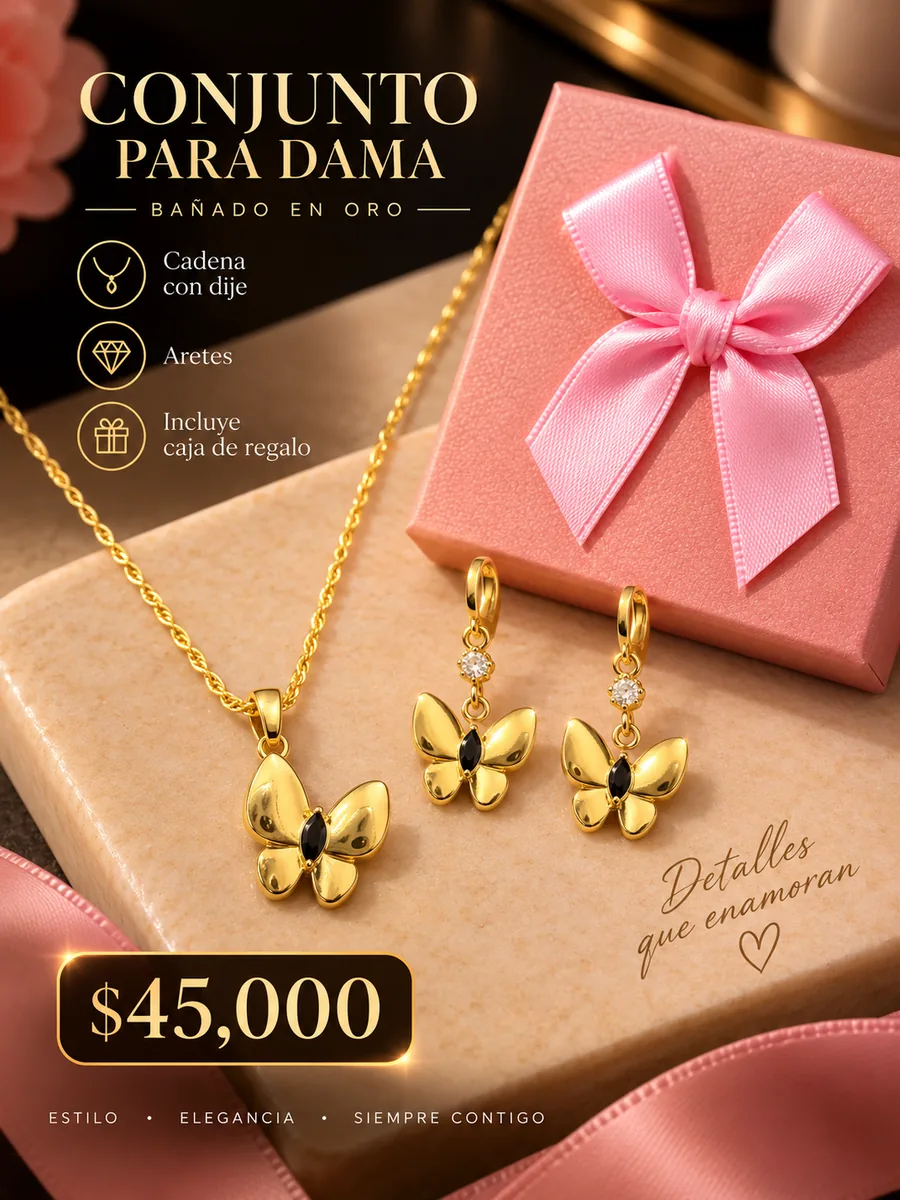 CONJUNTO
PARA DAMA
BAÑADO EN ORO
Cadena
con dije
Aretes
Incluye
caja de regalo
Detalles
que enamoran
$45,000
ESTILO • ELEGANCIA • SIEMPRE CONTIGO